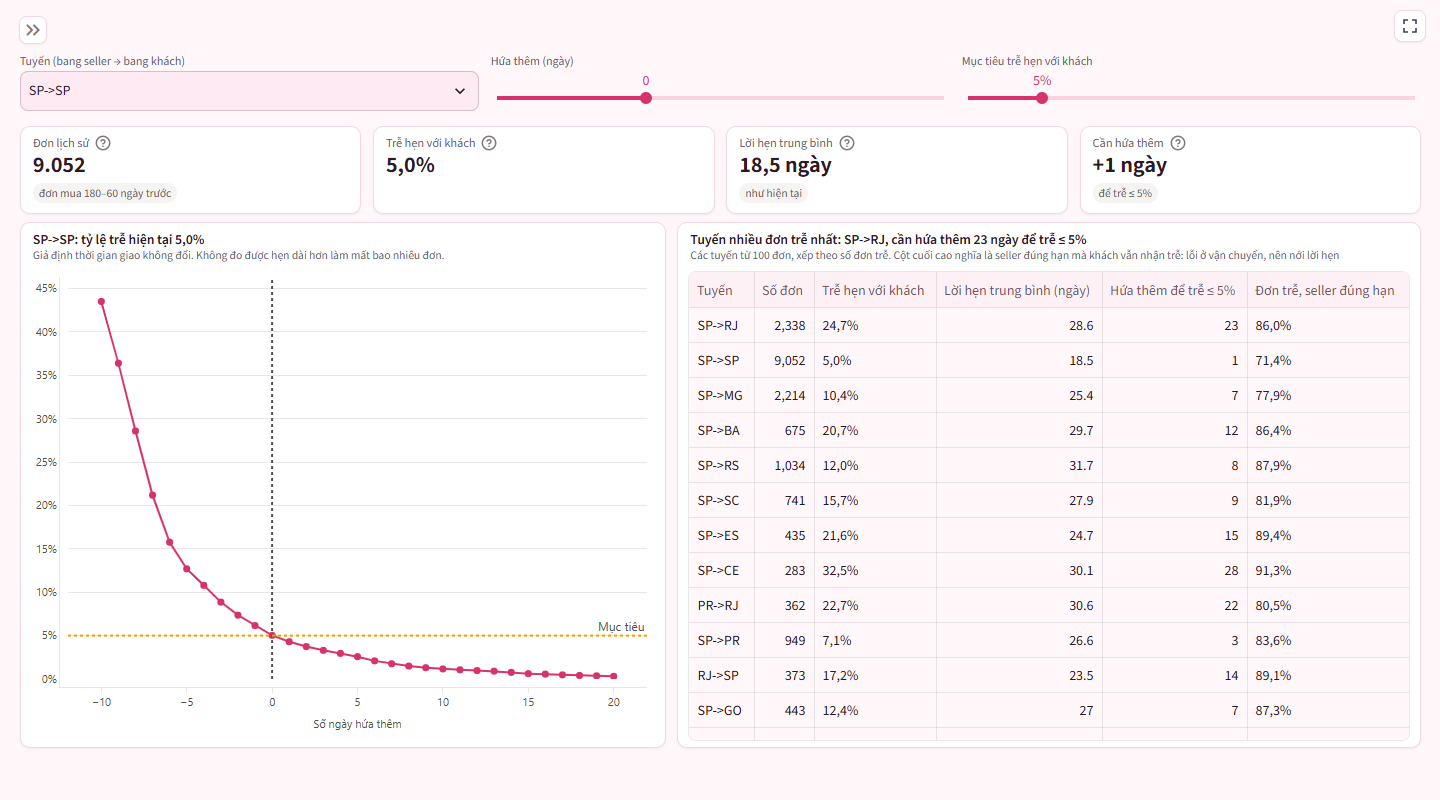 Tuyến (bang seller → bang khách)
Hứa thêm (ngày)
Mục tiêu trễ hẹn với khách
SP->SP
0
5%
Đơn lịch sử
Trễ hẹn với khách
Lời hẹn trung bình
Cần hứa thêm
9.052
5,0%
18,5 ngày
+1 ngày
đơn mua 180–60 ngày trước
như hiện tại
để trễ ≤ 5%
SP->SP: tỷ lệ trễ hiện tại 5,0%
Giả định thời gian giao không đổi. Không đo được hẹn dài hơn làm mất bao nhiêu đơn.
45%
40%
35%
30%
25%
20%
15%
10%
5%
0%
Mục tiêu
−10 −5 0 5 10 15 20
Số ngày hứa thêm
Tuyến nhiều đơn trễ nhất: SP->RJ, cần hứa thêm 23 ngày để trễ ≤ 5%
Các tuyến từ 100 đơn, xếp theo số đơn trễ. Cột cuối cao nghĩa là seller đúng hạn mà khách vẫn nhận trễ: lỗi ở vận chuyển, nên nới lời hẹn
Tuyến Số đơn Trễ hẹn với khách Lời hẹn trung bình (ngày) Hứa thêm để trễ ≤ 5% Đơn trễ, seller đúng hạn
SP->RJ 2,338 24,7% 28.6 23 86,0%
SP->SP 9,052 5,0% 18.5 1 71,4%
SP->MG 2,214 10,4% 25.4 7 77,9%
SP->BA 675 20,7% 29.7 12 86,4%
SP->RS 1,034 12,0% 31.7 8 87,9%
SP->SC 741 15,7% 27.9 9 81,9%
SP->ES 435 21,6% 24.7 15 89,4%
SP->CE 283 32,5% 30.1 28 91,3%
PR->RJ 362 22,7% 30.6 22 80,5%
SP->PR 949 7,1% 26.6 3 83,6%
RJ->SP 373 17,2% 23.5 14 89,1%
SP->GO 443 12,4% 27 7 87,3%